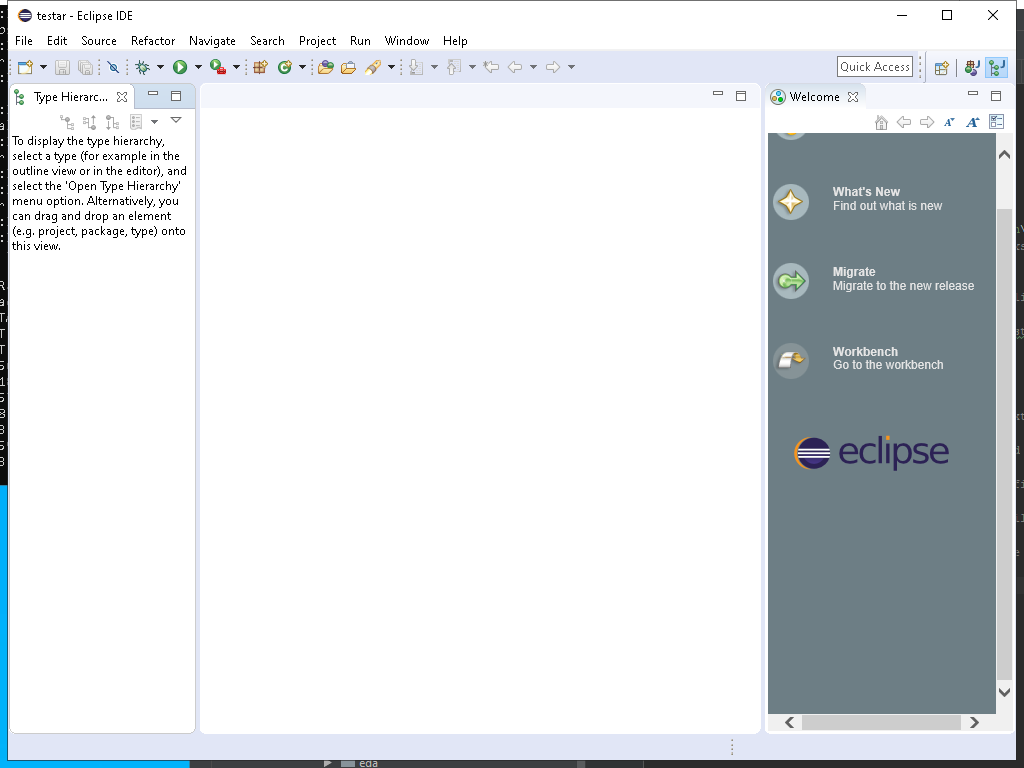 testar - Eclipse IDE
File Edit Source Refactor Navigate Search Project Run Window Help
Quick Access
Type Hierarc...
Welcome
To display the type hierarchy,
select a type (for example in the
outline view or in the editor), and
select the 'Open Type Hierarchy'
menu option. Alternatively, you
can drag and drop an element
(e.g. project, package, type) onto
this view.
What's New
Find out what is new
Migrate
Migrate to the new release
Workbench
Go to the workbench
eclipse
eda